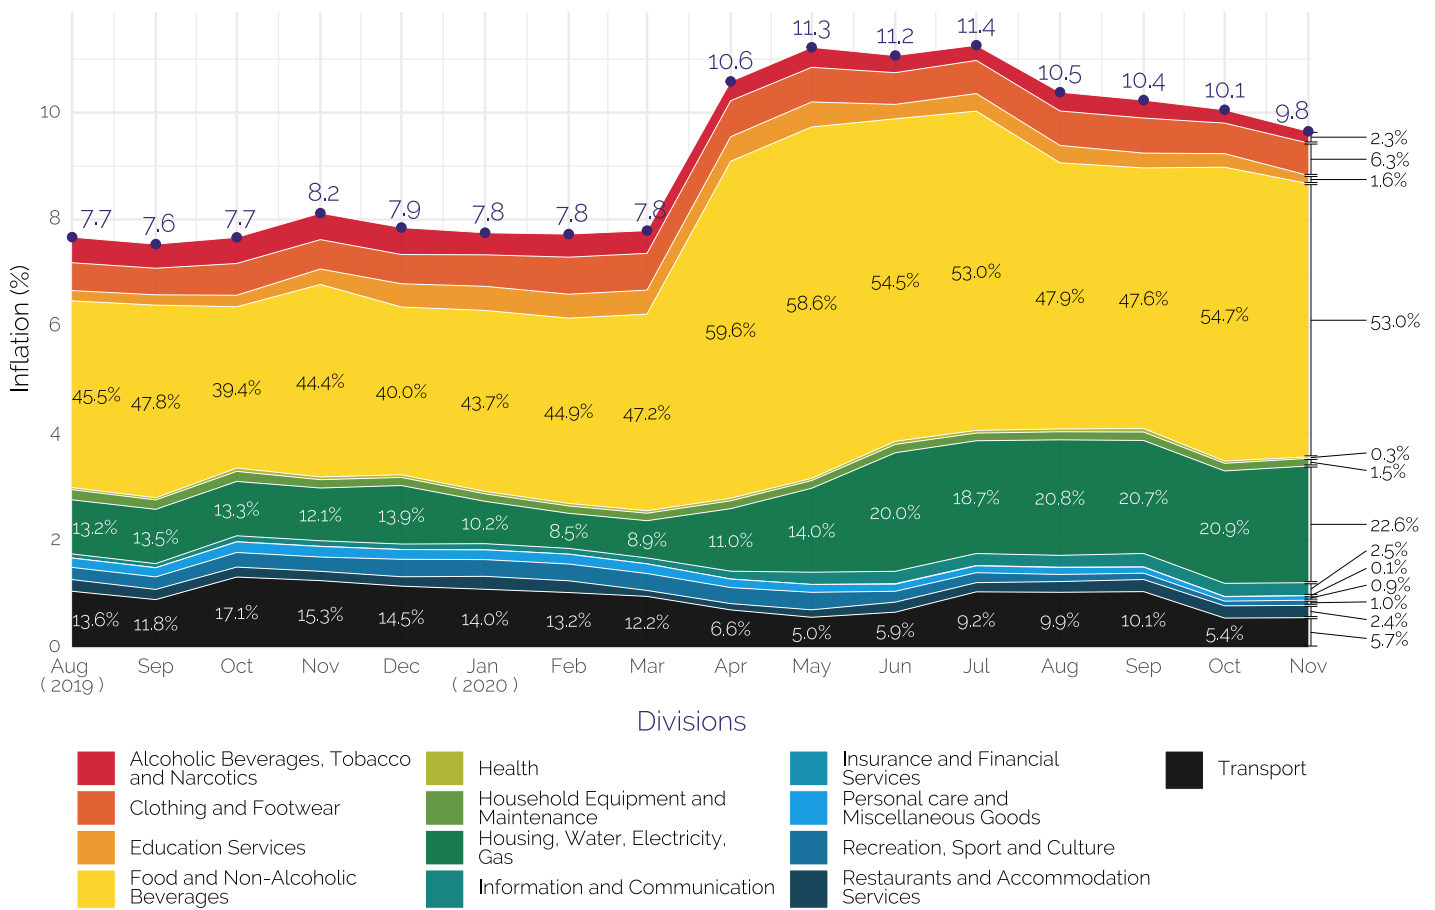 11.3
11.2
11.4
10.6
10.5
10.4
10.1
9.8
10
2.3%
6.3%
1.6%
8.2
7.9
7.8
7.8
7.8
7.7
7.6
7.7
8
54.5%
53.0%
58.6%
47.9%
47.6%
54.7%
59.6%
53.0%
6
Inflation (%)
45.5%
47.8%
39.4%
44.4%
40.0%
43.7%
44.9%
47.2%
4
0.3%
1.5%
13.2%
13.5%
13.3%
12.1%
13.9%
10.2%
8.5%
8.9%
11.0%
14.0%
20.0%
18.7%
20.8%
20.7%
20.9%
22.6%
2
2.5%
0.1%
0.9%
1.0%
2.4%
5.7%
13.6%
11.8%
17.1%
15.3%
14.5%
14.0%
13.2%
12.2%
6.6%
5.0%
5.9%
9.2%
9.9%
10.1%
5.4%
0
Aug
( 2019 )
Sep
Oct
Nov
Dec
Jan
( 2020 )
Feb
Mar
Apr
May
Jun
Jul
Aug
Sep
Oct
Nov
Divisions
Alcoholic Beverages, Tobacco
and Narcotics
Clothing and Footwear
Education Services
Food and Non-Alcoholic
Beverages
Health
Household Equipment and
Maintenance
Housing, Water, Electricity,
Gas
Information and Communication
Insurance and Financial
Services
Personal care and
Miscellaneous Goods
Recreation, Sport and Culture
Restaurants and Accommodation
Services
Transport